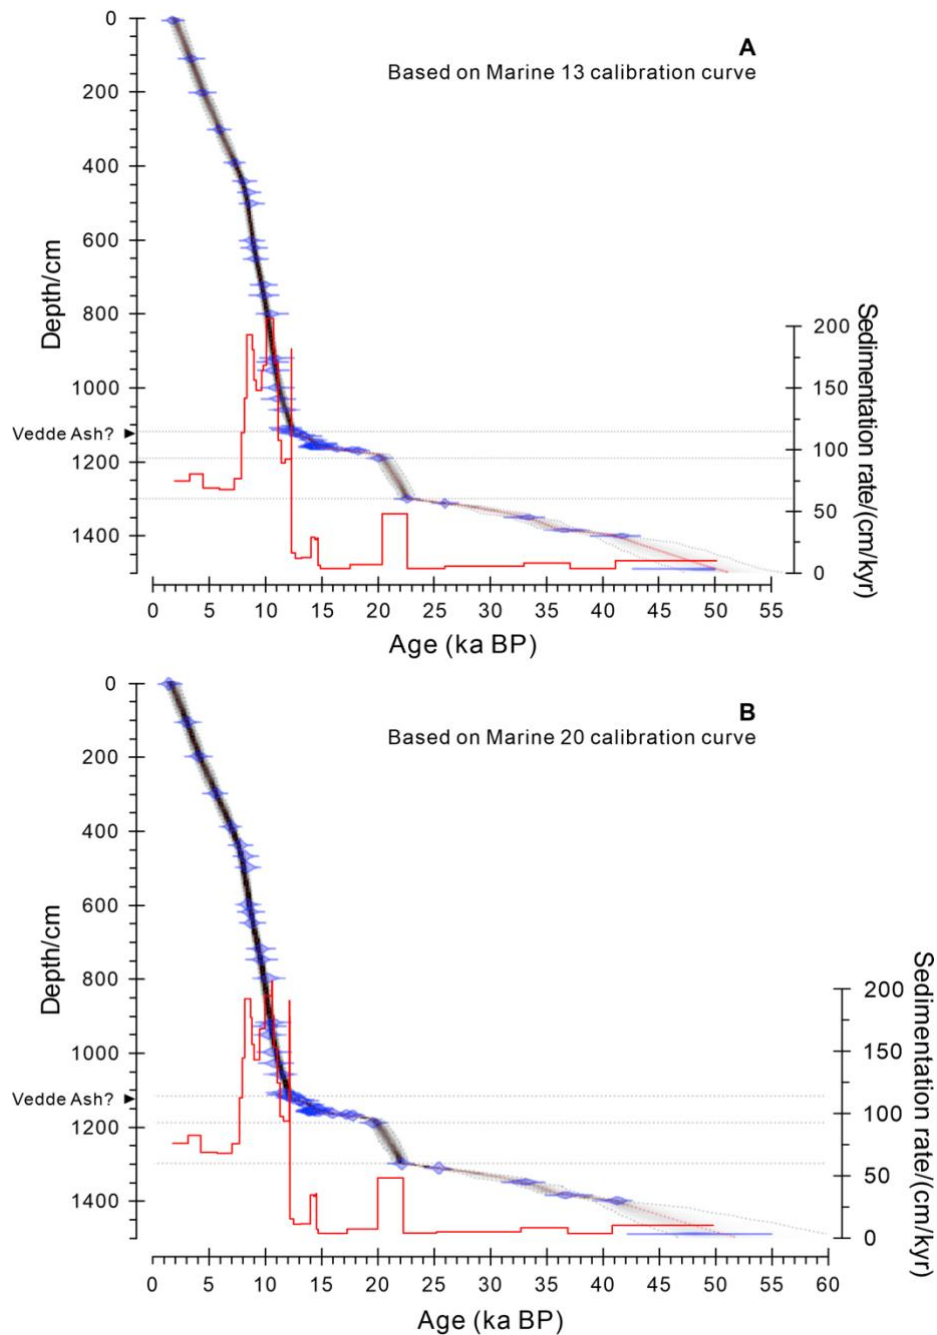 A
Based on Marine 13 calibration curve
0
200
400
600
800
1000
1200
1400
Depth/cm
Vedde Ash?
200
150
100
50
0
Sedimentation rate/(cm/kyr)
0 5 10 15 20 25 30 35 40 45 50 55
Age (ka BP)
B
Based on Marine 20 calibration curve
0
200
400
600
800
1000
1200
1400
Depth/cm
Vedde Ash?
200
150
100
50
0
Sedimentation rate/(cm/kyr)
0 5 10 15 20 25 30 35 40 45 50 55 60
Age (ka BP)